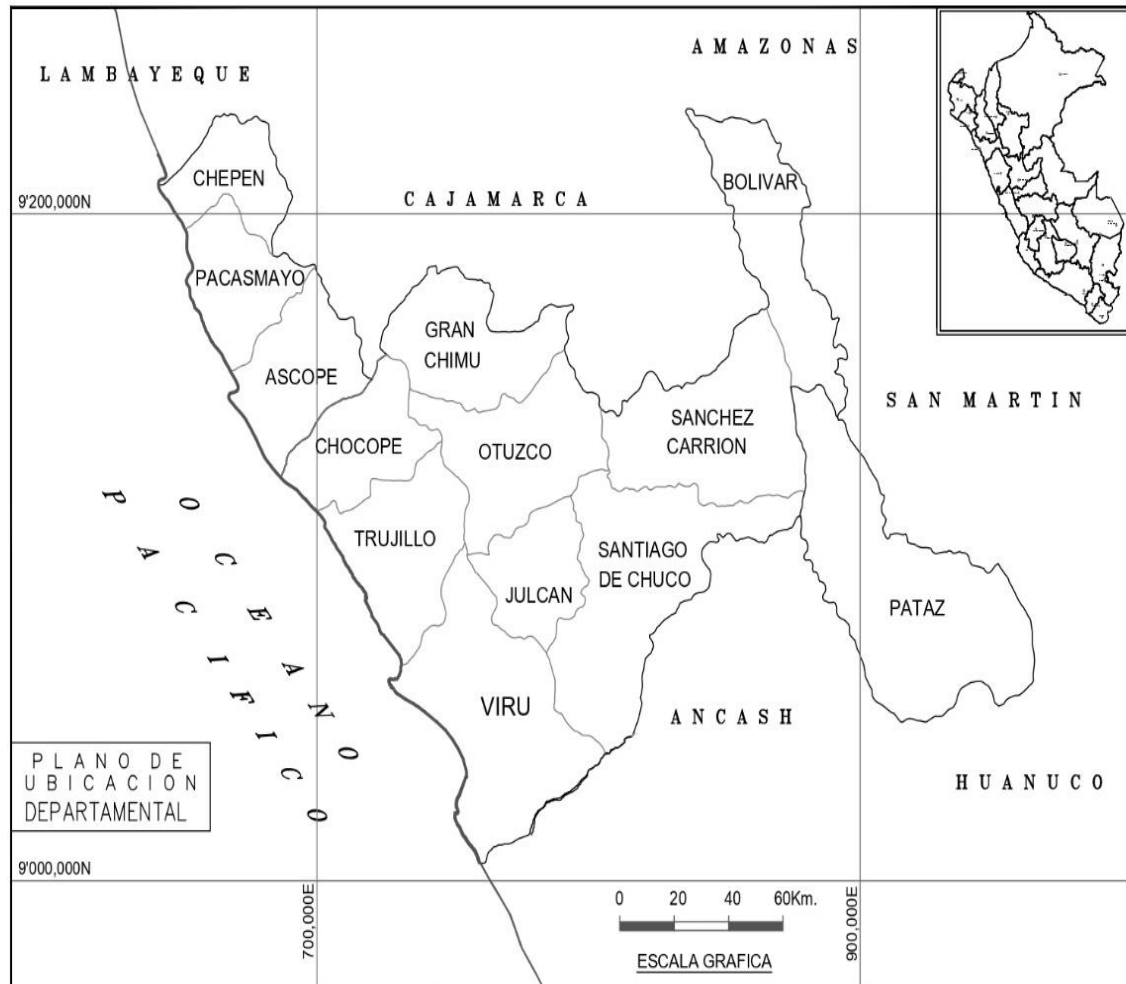 AMAZONAS
LAMBAYEQUE
CHEPEN
BOLIVAR
CAJAMARCA
9'200,000N
PACASMAYO
GRAN
CHIMU
ASCOPE
SAN MARTIN
SANCHEZ
CARRION
CHOCOPE
OTUZCO
OCEANO
PACIFICO
TRUJILLO
SANTIAGO
DE CHUCO
JULCAN
PATAZ
VIRU
ANCASH
PLANO DE
UBICACION
DEPARTAMENTAL
HUANUCO
9'000,000N
700,000E
900,000E
0 20 40 60Km.
ESCALA GRAFICA